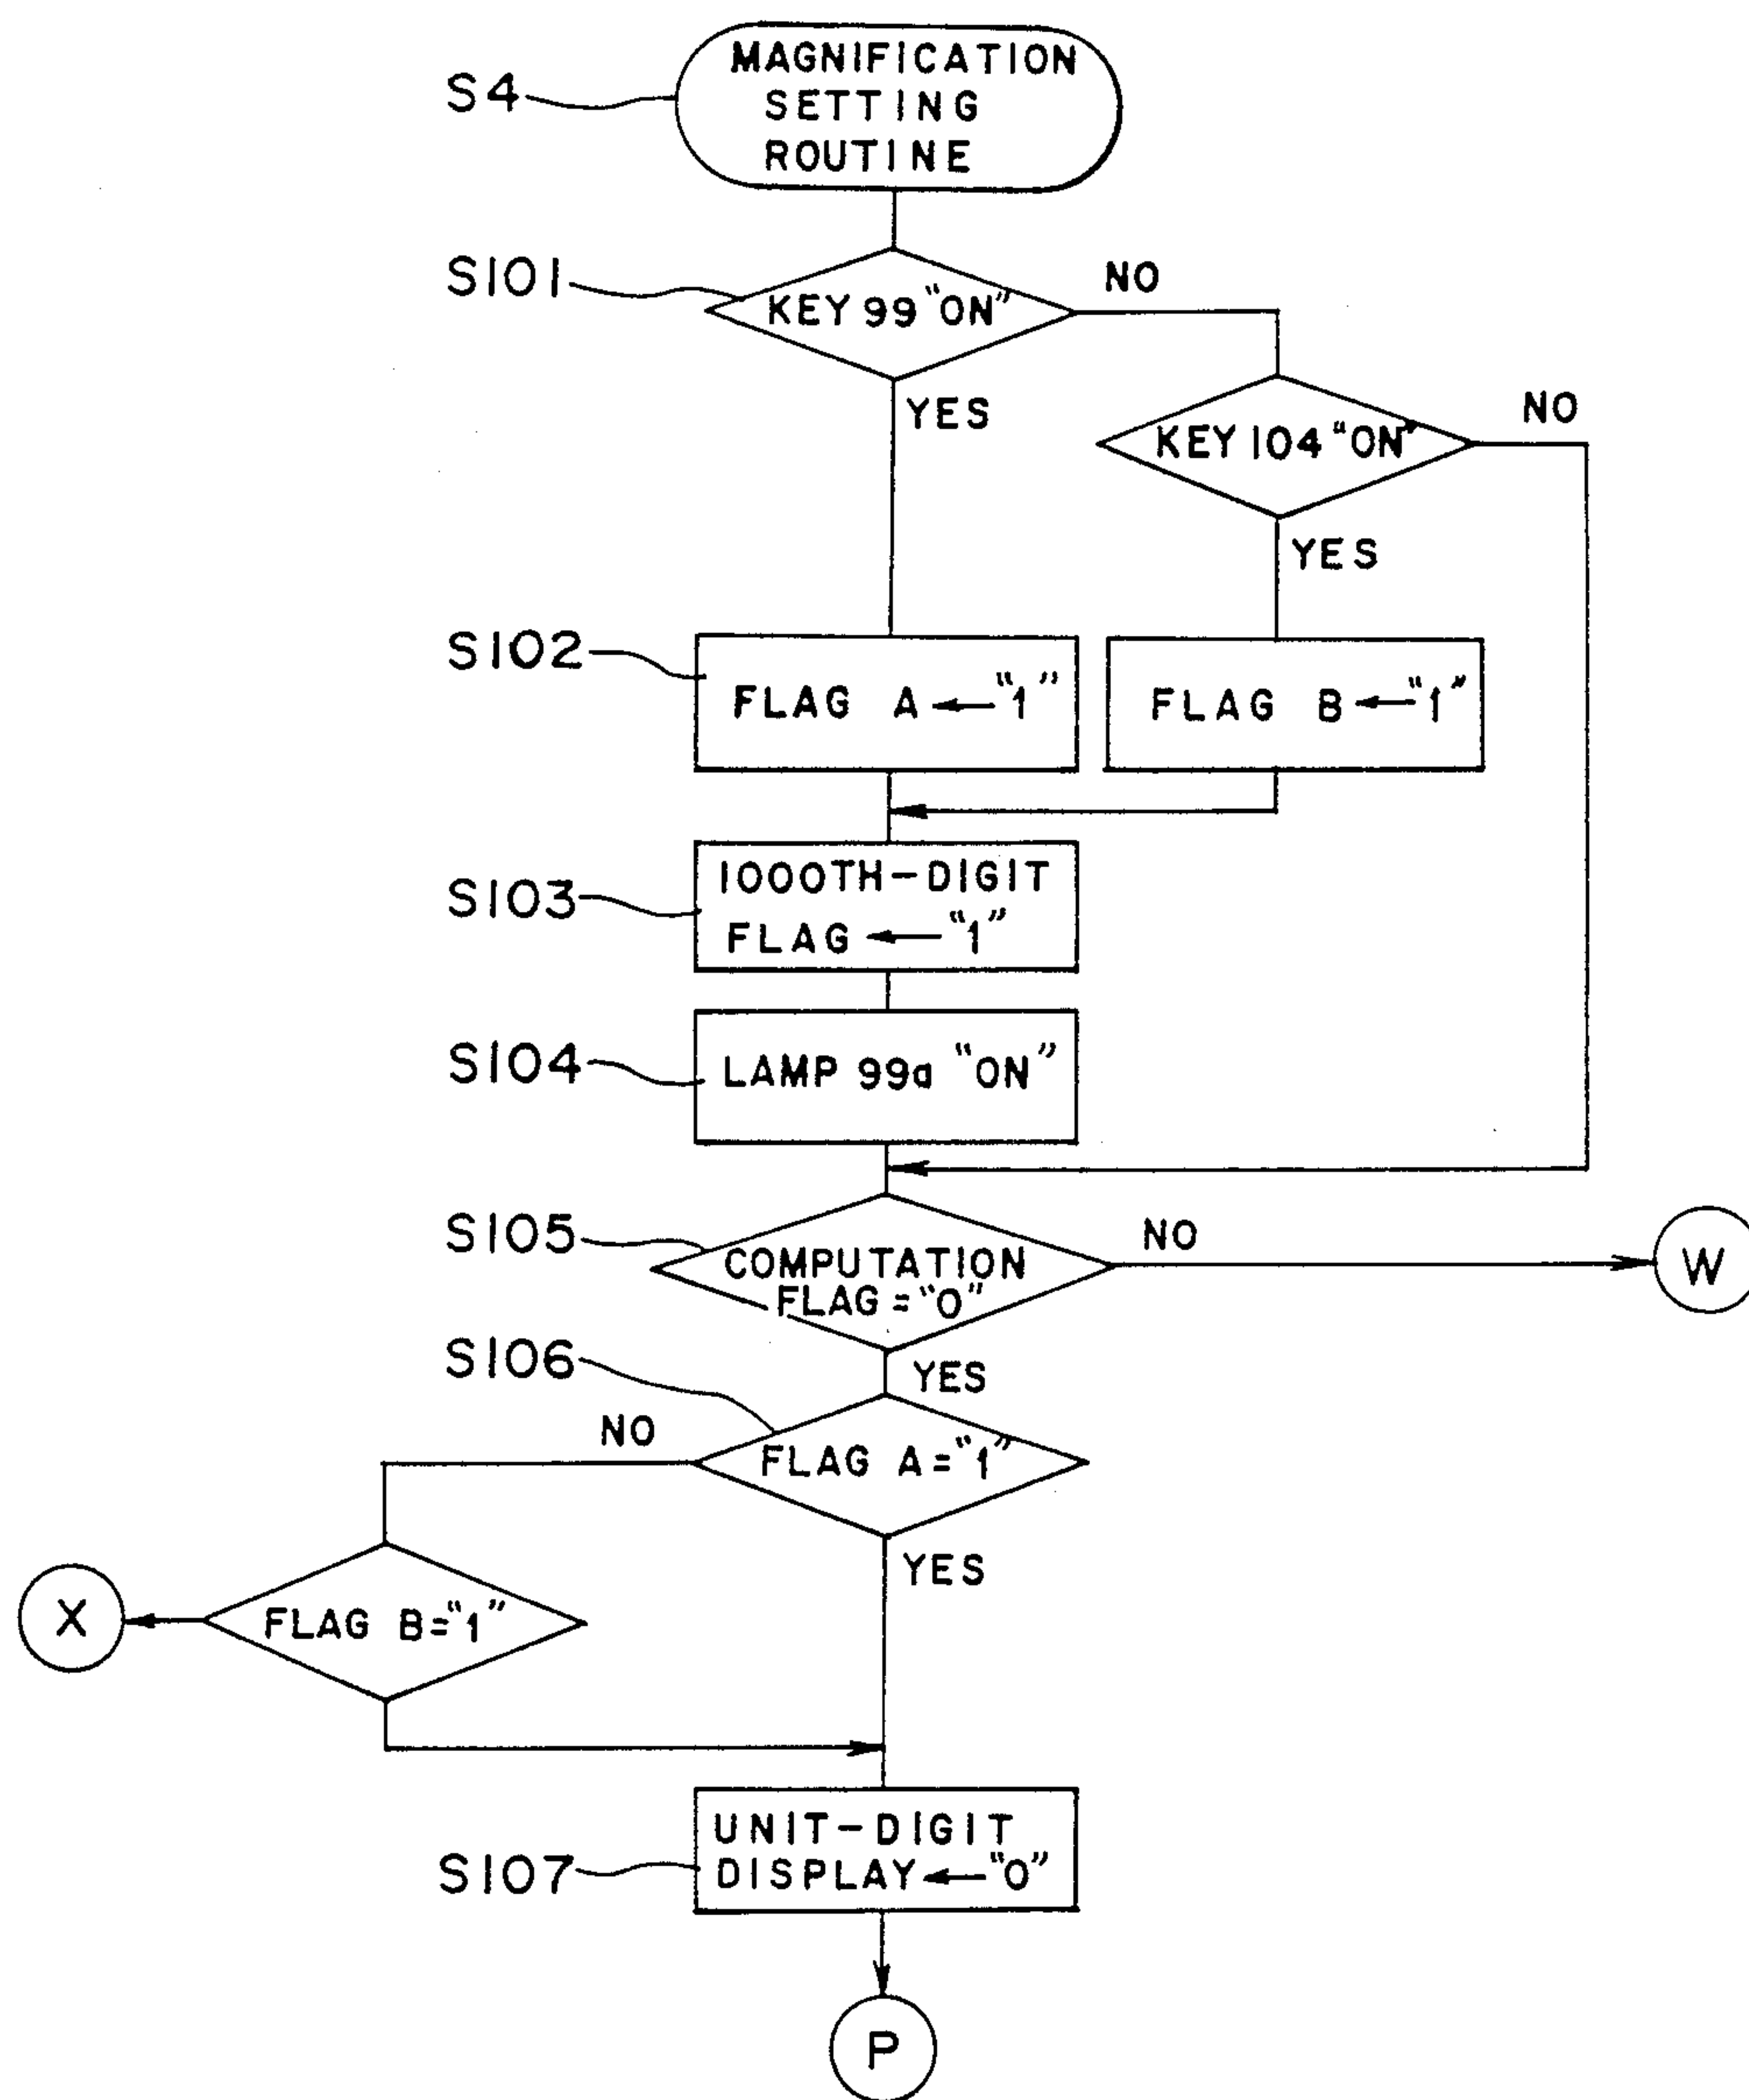 MAGNIFICATION
SETTING
ROUTINE
S4
S101
KEY 99 "ON"
NO
YES
KEY 104 "ON"
NO
YES
S102
FLAG A ← "1"
FLAG B ← "1"
S103
1000TH-DIGIT
FLAG ← "1"
S104
LAMP 99a "ON"
S105
COMPUTATION
FLAG = "0"
NO
W
YES
S106
FLAG A = "1"
NO
YES
X
FLAG B = "1"
S107
UNIT-DIGIT
DISPLAY ← "0"
P